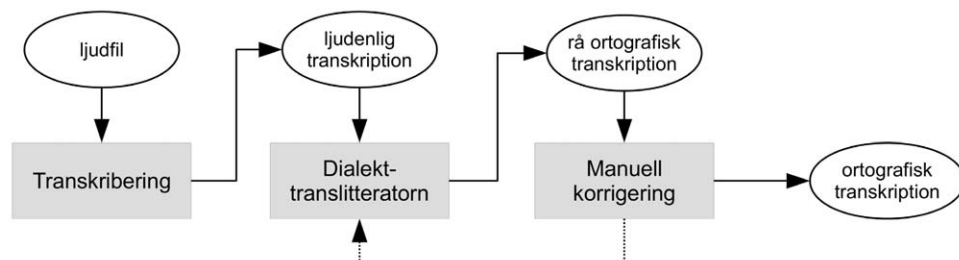 ljudfil
Transkribering
ljudenlig
transkription
Dialekt-
translitteratorn
rå ortografisk
transkription
Manuell
korrigering
ortografisk
transkription